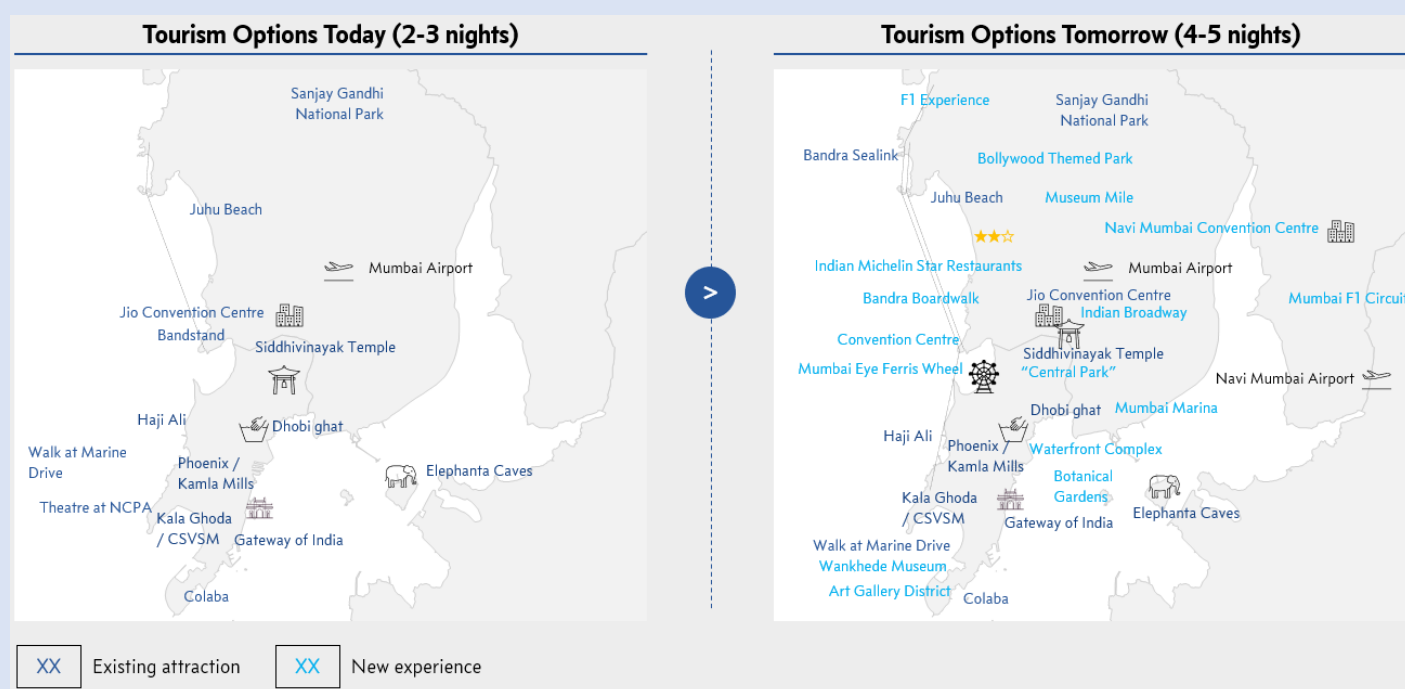 Tourism Options Today (2-3 nights)
Sanjay Gandhi
National Park
Juhu Beach
Mumbai Airport
Jio Convention Centre
Bandstand
Siddhivinayak Temple
Haji Ali
Dhobi ghat
Walk at Marine
Drive
Phoenix /
Kamla Mills
Elephanta Caves
Theatre at NCPA
Kala Ghoda
/ CSVSM
Gateway of India
Colaba
>
Tourism Options Tomorrow (4-5 nights)
F1 Experience
Sanjay Gandhi
National Park
Bandra Sealink
Bollywood Themed Park
Juhu Beach
Museum Mile
Navi Mumbai Convention Centre
Indian Michelin Star Restaurants
Mumbai Airport
Bandra Boardwalk
Jio Convention Centre
Mumbai F1 Circuit
Indian Broadway
Convention Centre
Siddhivinayak Temple
Mumbai Eye Ferris Wheel
“Central Park”
Navi Mumbai Airport
Dhobi ghat
Mumbai Marina
Haji Ali
Phoenix /
Kamla Mills
Waterfront Complex
Botanical
Gardens
Kala Ghoda
/ CSVSM
Elephanta Caves
Gateway of India
Walk at Marine Drive
Wankhede Museum
Art Gallery District
Colaba
XX Existing attraction
XX New experience